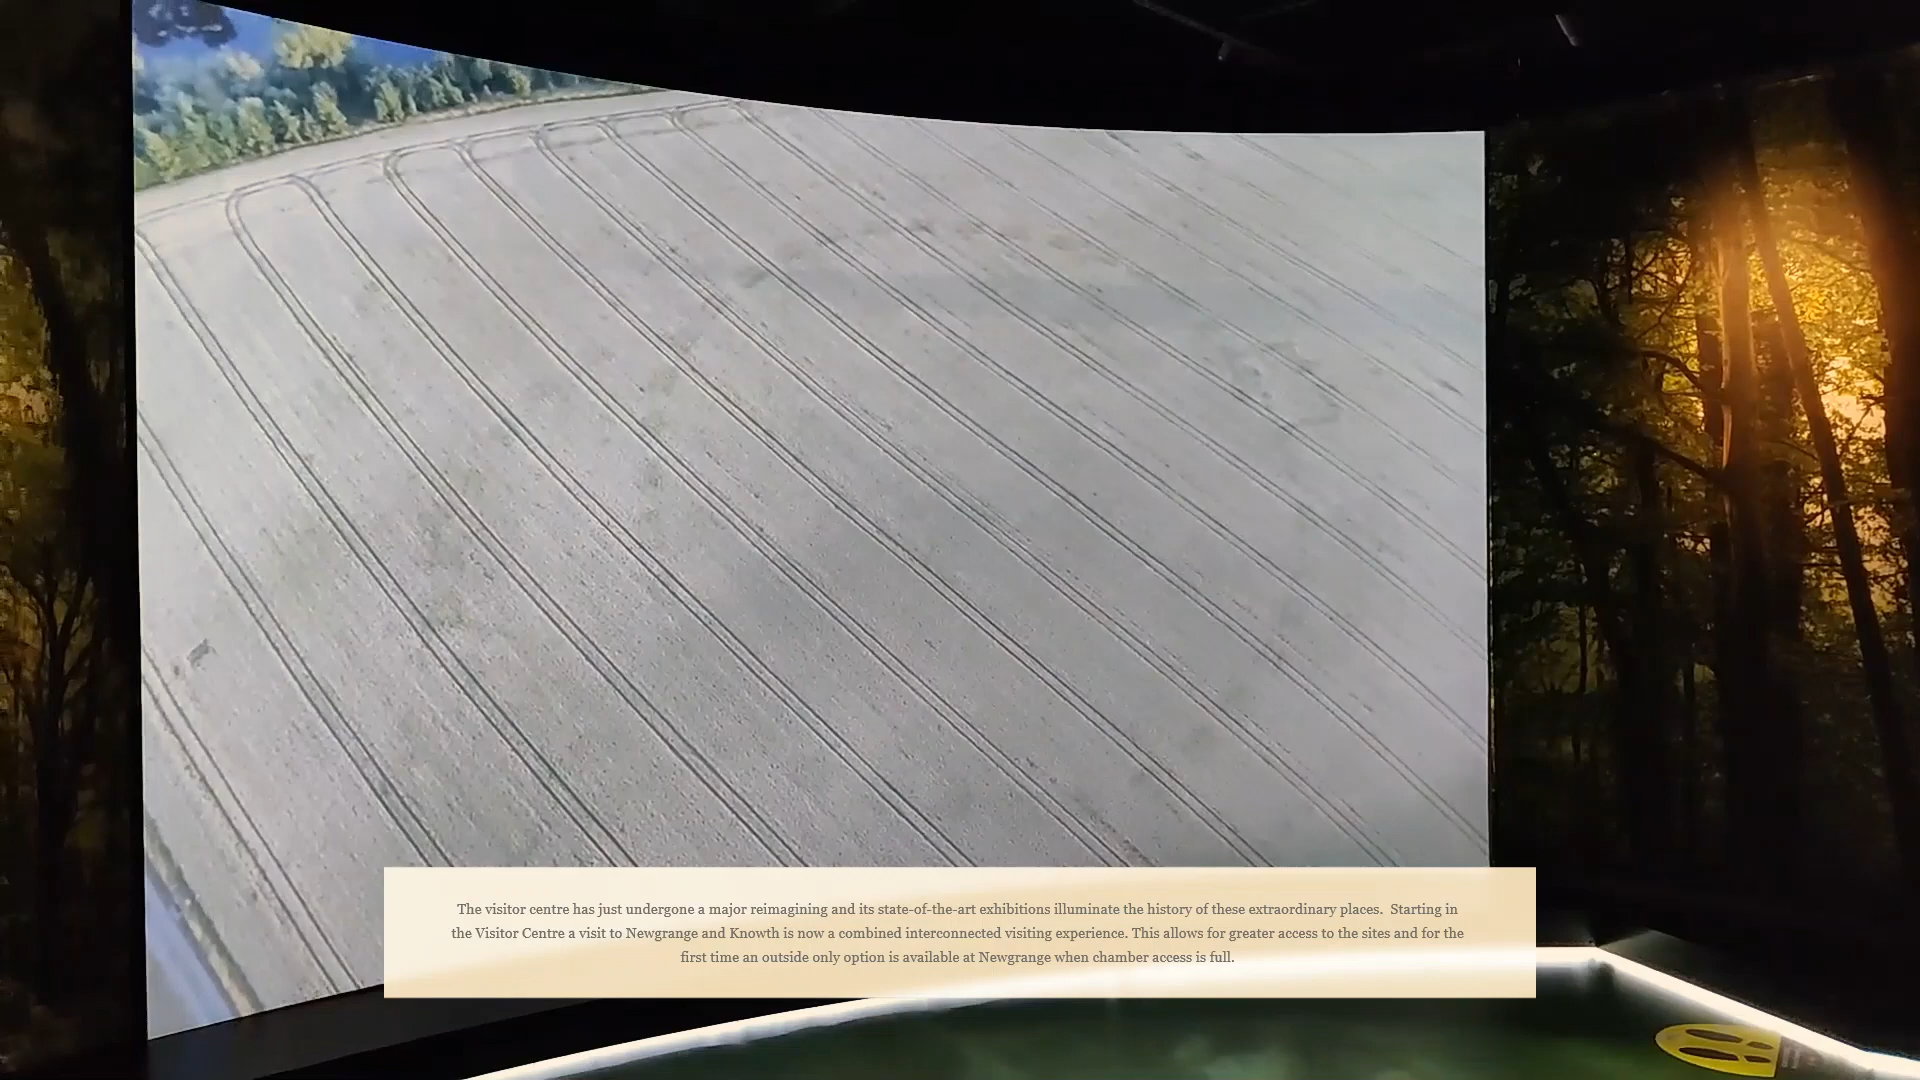 The visitor centre has just undergone a major reimagining and its state-of-the-art exhibitions illuminate the history of these extraordinary places.  Starting in
the Visitor Centre a visit to Newgrange and Knowth is now a combined interconnected visiting experience. This allows for greater access to the sites and for the
first time an outside only option is available at Newgrange when chamber access is full.